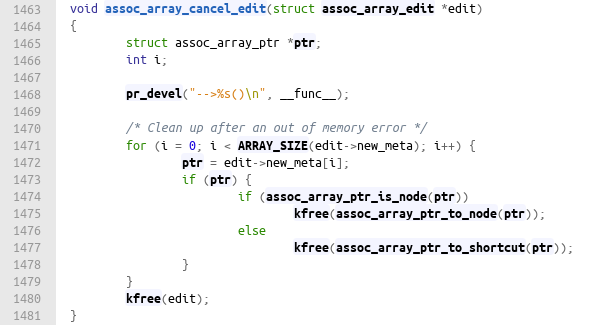 1463 void assoc_array_cancel_edit(struct assoc_array_edit *edit)
1464 {
1465         struct assoc_array_ptr *ptr;
1466         int i;
1467
1468         pr_devel("-->%s()\n", __func__);
1469
1470         /* Clean up after an out of memory error */
1471         for (i = 0; i < ARRAY_SIZE(edit->new_meta); i++) {
1472                 ptr = edit->new_meta[i];
1473                 if (ptr) {
1474                         if (assoc_array_ptr_is_node(ptr))
1475                                 kfree(assoc_array_ptr_to_node(ptr));
1476                         else
1477                                 kfree(assoc_array_ptr_to_shortcut(ptr));
1478                 }
1479         }
1480         kfree(edit);
1481 }